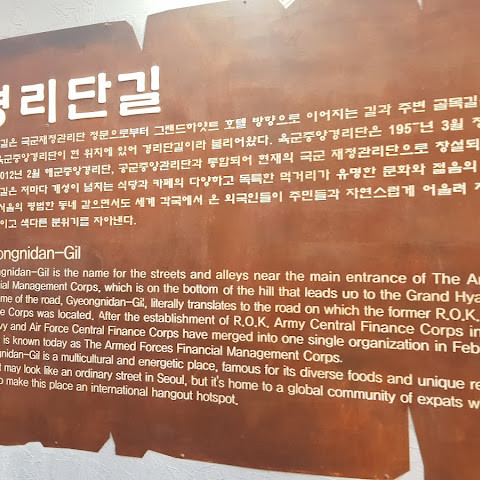 경리단길
길은 국군재정관리단 정문으로부터 그랜드하얏트 호텔 방향으로 이어지는 길과 주변 골목길
육군중앙경리단이 현 위치에 있어 경리단길이라 불리어왔다. 육군중앙경리단은 1957년 3월
012년 2월 해군중앙경리단, 공군중앙관리단과 통합되어 현재의 국군 재정관리단으로 창설되
길은 저마다 개성이 넘치는 식당과 카페의 다양하고 독특한 먹거리가 유명한 문화와 젊음의
서울의 평범한 동네 같으면서도 세계 각국에서 온 외국인들이 주민들과 자연스럽게 어울려
이고 색다른 분위기를 자아낸다.
ongnidan-Gil
ngnidan-Gil is the name for the streets and alleys near the main entrance of The Ar
ial Management Corps, which is on the bottom of the hill that leads up to the Grand Hya
me of the road, Gyeongnidan-Gil, literally translates to the road on which the former R.O.K.
e Corps was located. After the establishment of R.O.K. Army Central Finance Corps in
vy and Air Force Central Finance Corps have merged into one single organization in Feb
is known today as The Armed Forces Financial Management Corps.
gnidan-Gil is a multicultural and energetic place, famous for its diverse foods and unique re
t may look like an ordinary street in Seoul, but it's home to a global community of expats w
o make this place an international hangout hotspot.